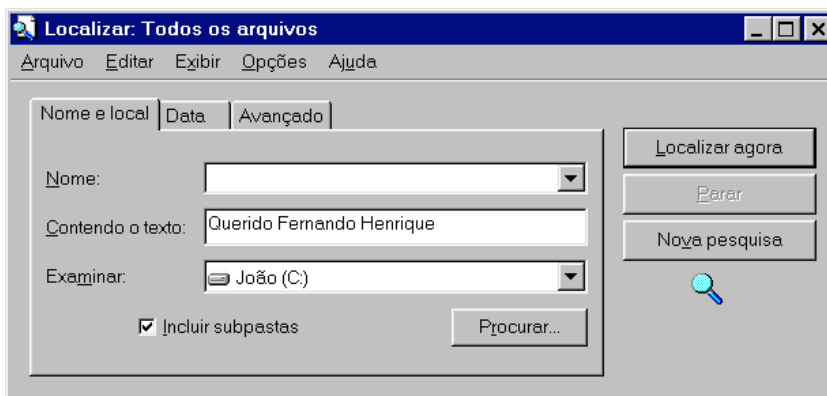 Localizar: Todos os arquivos
Arquivo Editar Exibir Opções Ajuda
Nome e local Data Avançado
Localizar agora
Nome:
Parar
Contendo o texto: Querido Fernando Henrique
Nova pesquisa
Examinar: João (C:)
Incluir subpastas Procurar...